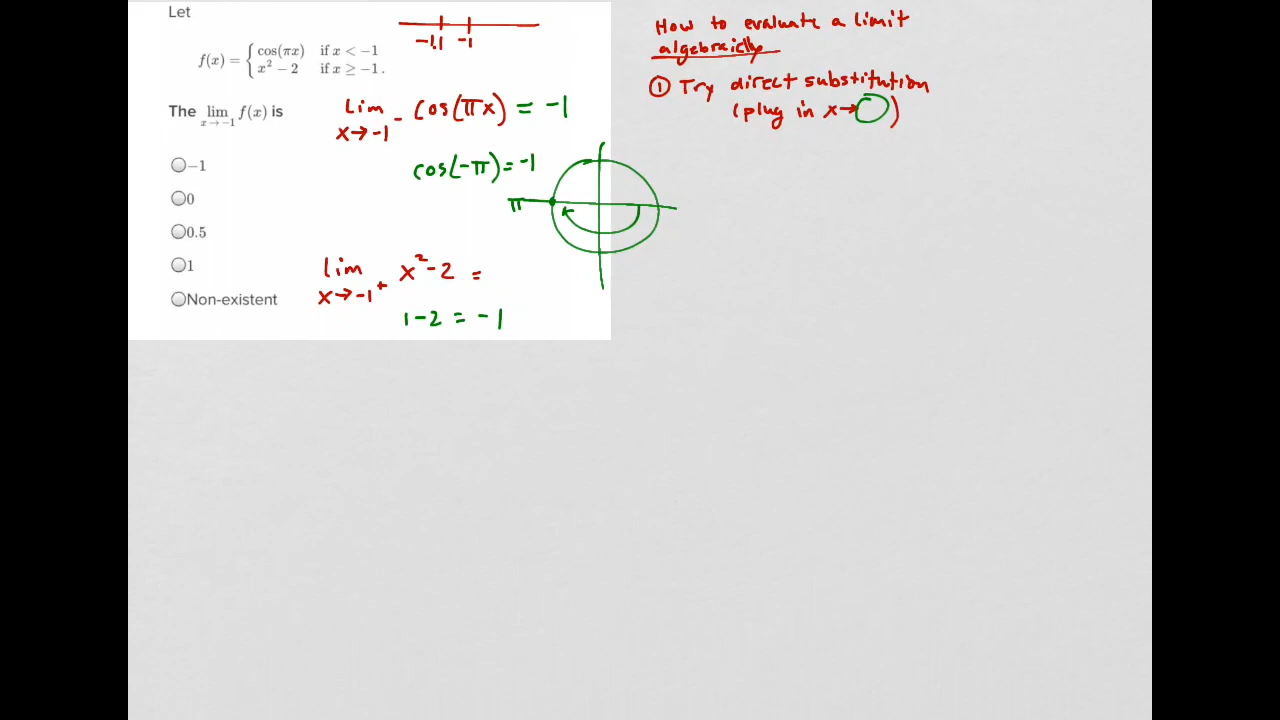 Let
f(x) = { cos(πx) if x < −1
x² − 2 if x ≥ −1 .
The lim x→−1 f(x) is
−1
0
0.5
1
Non-existent
-1.1 -1
lim x→-1⁻ cos(πx) = -1
cos(-π) = -1
π
lim x→-1⁺ x²-2 =
1-2 = -1
How to evaluate a limit
algebraically
① Try direct substitution
(plug in x→ )